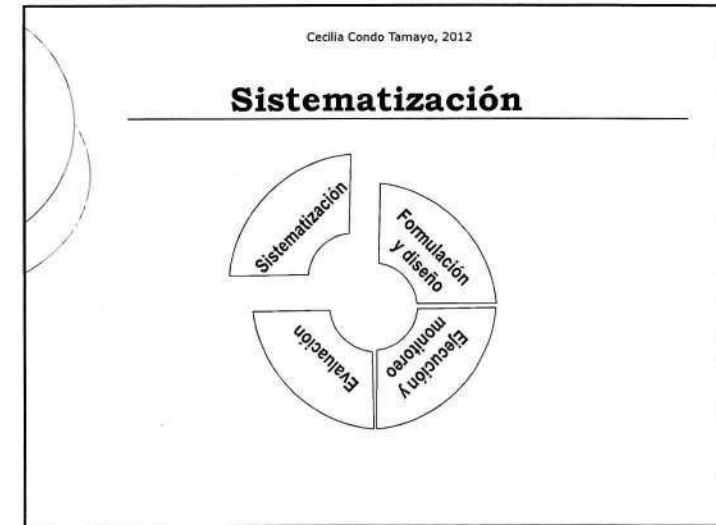 Cecilia Condo Tamayo, 2012
Sistematización
Sistematización
Formulación
y diseño
Ejecución y
monitoreo
Evaluación